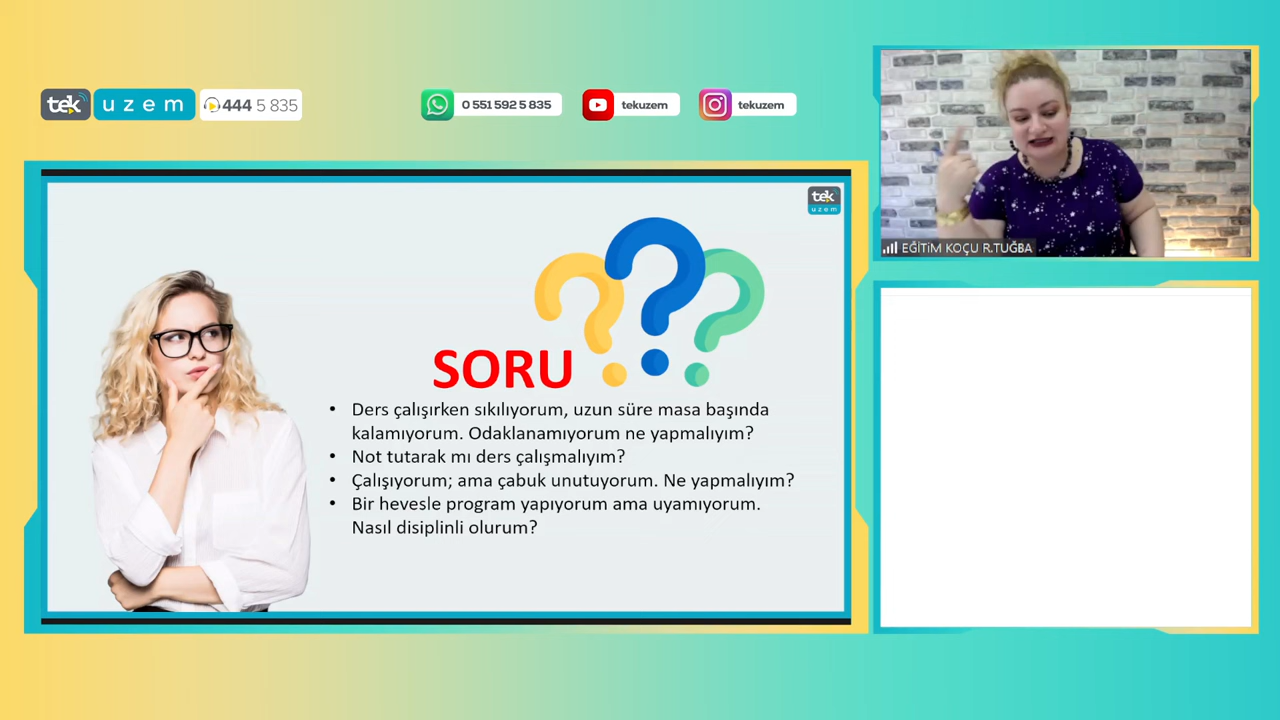 tek uzem 444 5 835
0 551 592 5 835
tekuzem
tekuzem
EĞİTİM KOÇU R.TUĞBA
tek
uzem
SORU
• Ders çalışırken sıkılıyorum, uzun süre masa başında
kalamıyorum. Odaklanamıyorum ne yapmalıyım?
• Not tutarak mı ders çalışmalıyım?
• Çalışıyorum; ama çabuk unutuyorum. Ne yapmalıyım?
• Bir hevesle program yapıyorum ama uyamıyorum.
Nasıl disiplinli olurum?